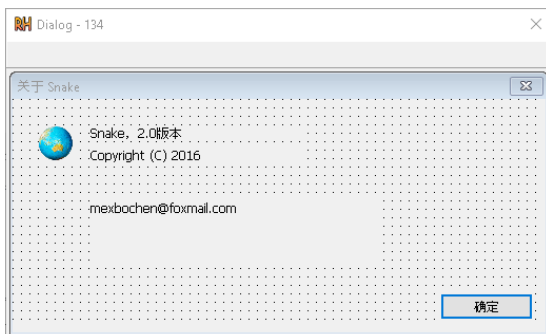 RH Dialog - 134
关于 Snake
Snake，2.0版本
Copyright (C) 2016
mexbochen@foxmail.com
确定